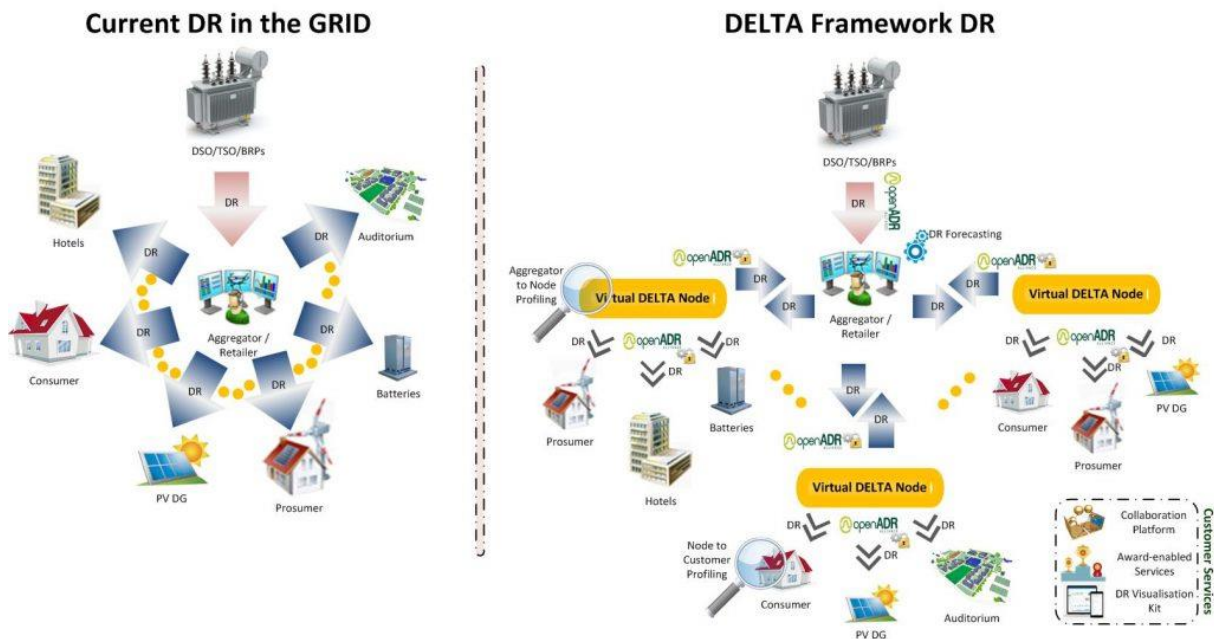 Current DR in the GRID
DSO/TSO/BRPs
DR
Hotels
DR
DR
Auditorium
Consumer
DR
Aggregator /
Retailer
DR
Batteries
DR
DR
PV DG
Prosumer
DELTA Framework DR
DSO/TSO/BRPs
DR
openADR
ALLIANCE
DR Forecasting
Aggregator
to Node
Profiling
openADR
Virtual DELTA Node
DR
DR
Aggregator /
Retailer
DR
DR
openADR
Virtual DELTA Node
DR
openADR
ALLIANCE
DR
DR
Prosumer
Hotels
Batteries
DR
openADR
ALLIANCE
DR
DR
Consumer
Prosumer
PV DG
DR
DR
openADR
Virtual DELTA Node
DR
openADR
ALLIANCE
DR
DR
Node to
Customer
Profiling
Consumer
PV DG
Auditorium
Collaboration
Platform
Award-enabled
Services
DR Visualisation
Kit
Customer Services